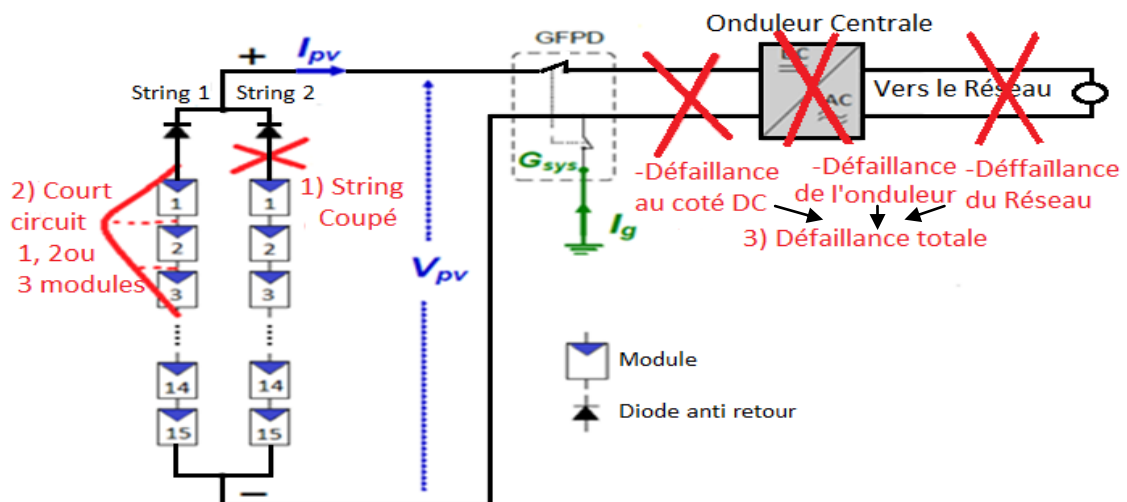 Onduleur Centrale
GFPD
+
Ipv
String 1
String 2
DC
AC
Vers le Réseau
2) Court
circuit
1, 2ou
3 modules
1) String
Coupé
1
2
3
14
15
1
2
3
14
15
Gsys
Ig
Vpv
-Défaillance
au coté DC
-Défaillance
de l'onduleur
-Déffaïllance
du Réseau
3) Défaillance totale
Module
Diode anti retour
−